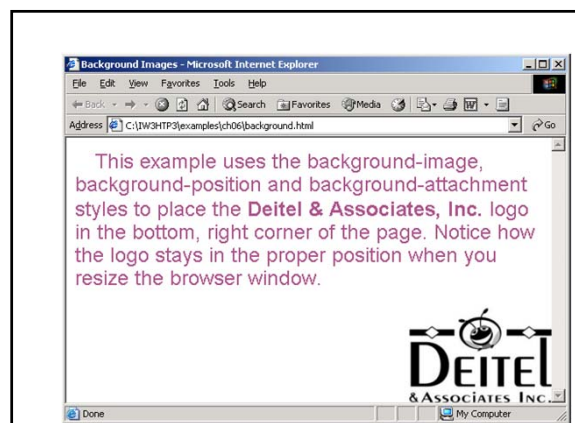 Background Images - Microsoft Internet Explorer
File Edit View Favorites Tools Help
Back Search Favorites Media
Address C:\IW3HTP3\examples\ch06\background.html Go
This example uses the background-image,
background-position and background-attachment
styles to place the Deitel & Associates, Inc. logo
in the bottom, right corner of the page. Notice how
the logo stays in the proper position when you
resize the browser window.
DEITEL
& ASSOCIATES INC.
Done My Computer